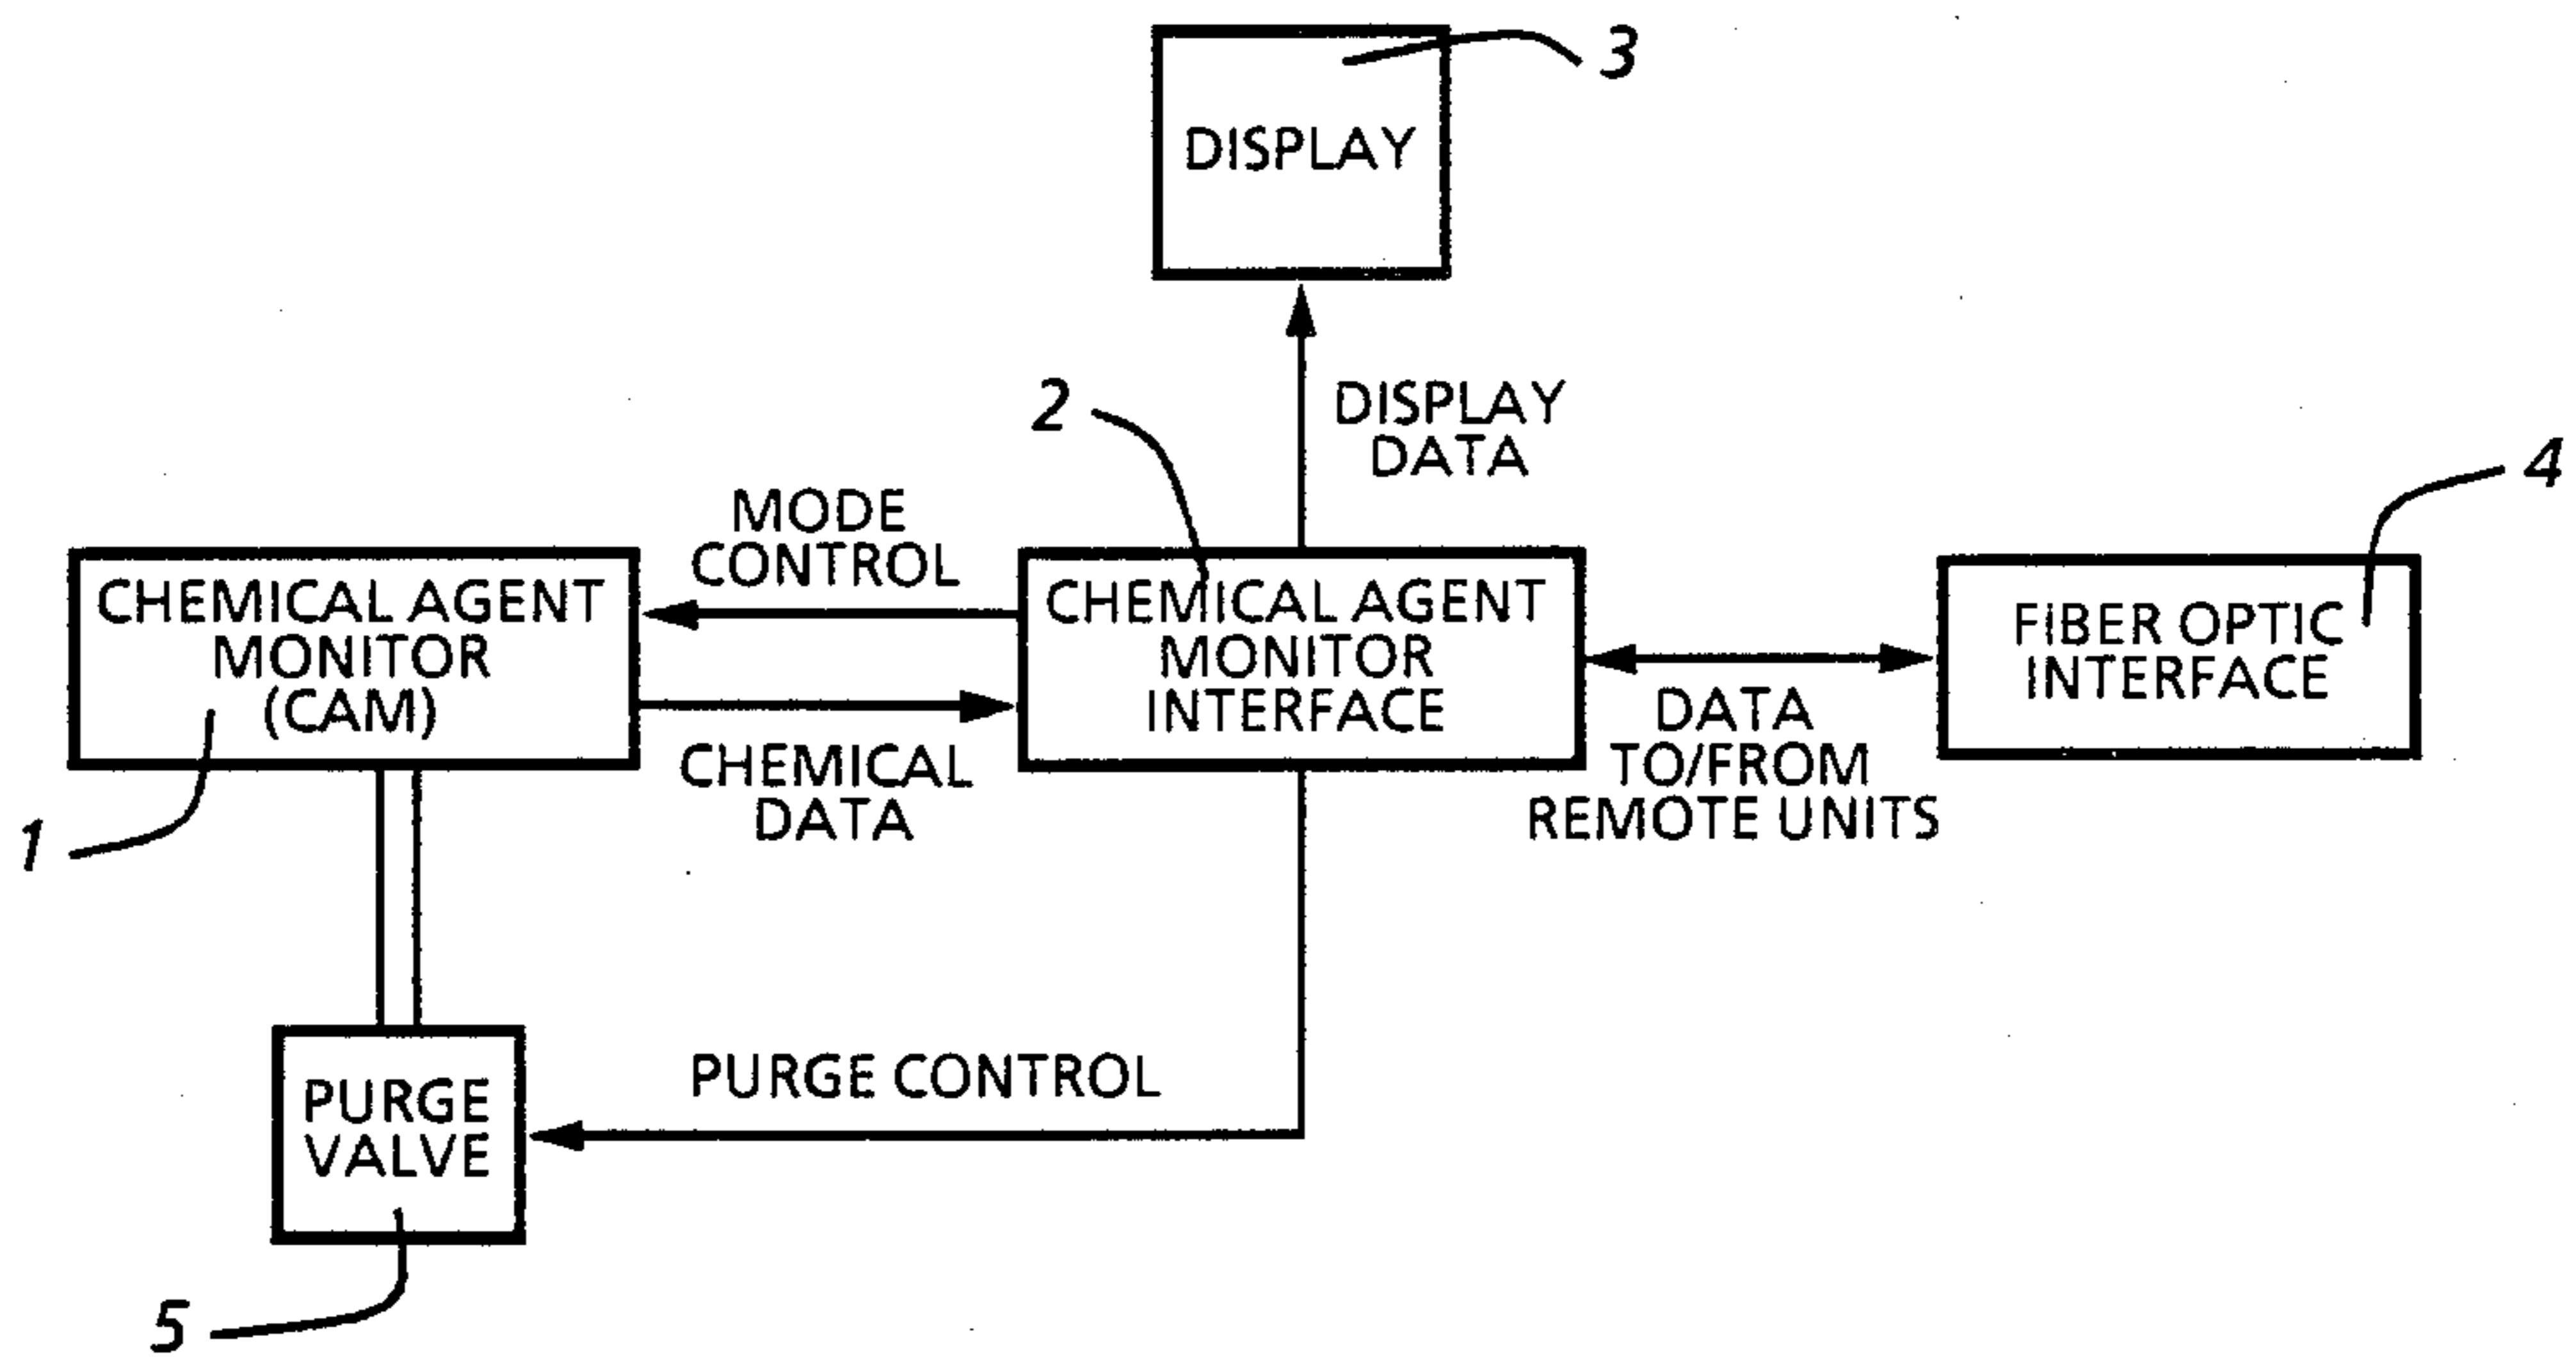 3
DISPLAY
2
DISPLAY
DATA
4
MODE
CONTROL
CHEMICAL AGENT
MONITOR
(CAM)
CHEMICAL AGENT
MONITOR
INTERFACE
FIBER OPTIC
INTERFACE
1
CHEMICAL
DATA
DATA
TO/FROM
REMOTE UNITS
PURGE
VALVE
PURGE CONTROL
5